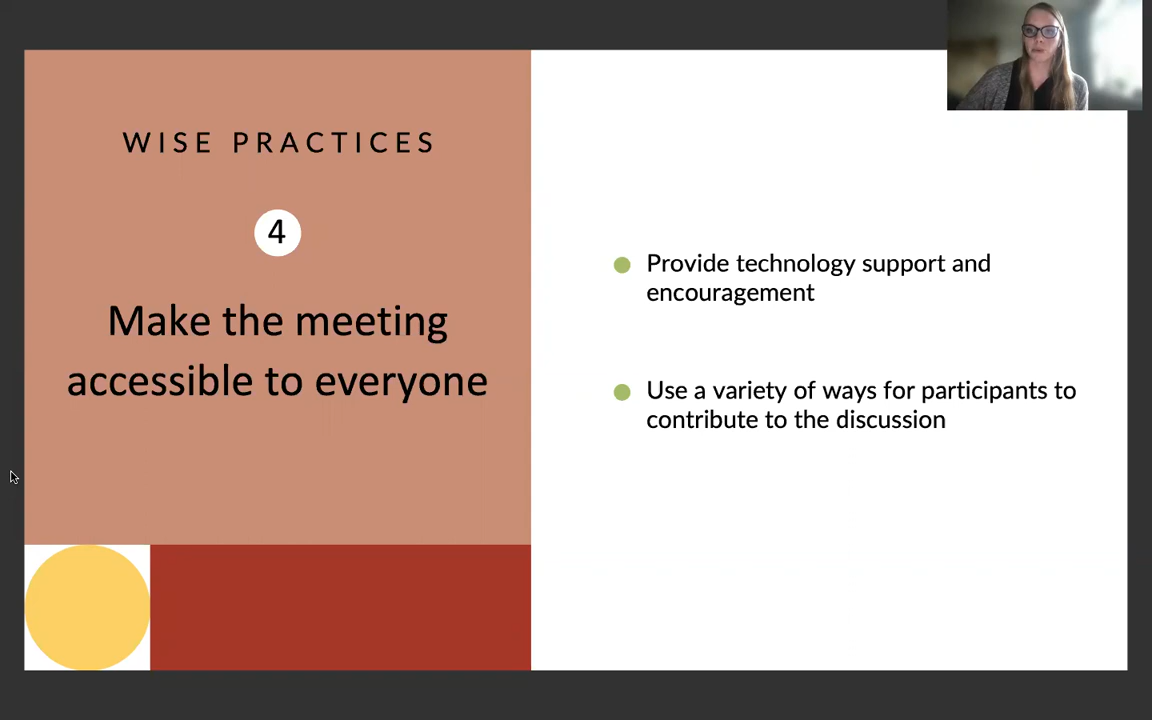 WISE PRACTICES
4
Make the meeting
accessible to everyone
Provide technology support and
encouragement
Use a variety of ways for participants to
contribute to the discussion